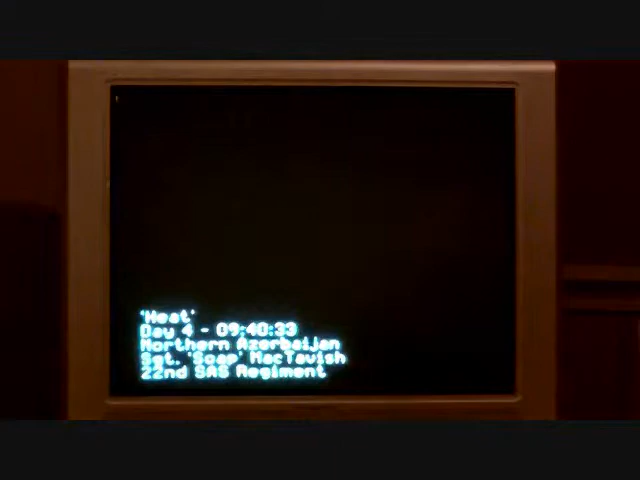 'Heat'
Day 4 - 09:40:33
Northern Azerbaijan
Sgt. 'Soap' MacTavish
22nd SAS Regiment